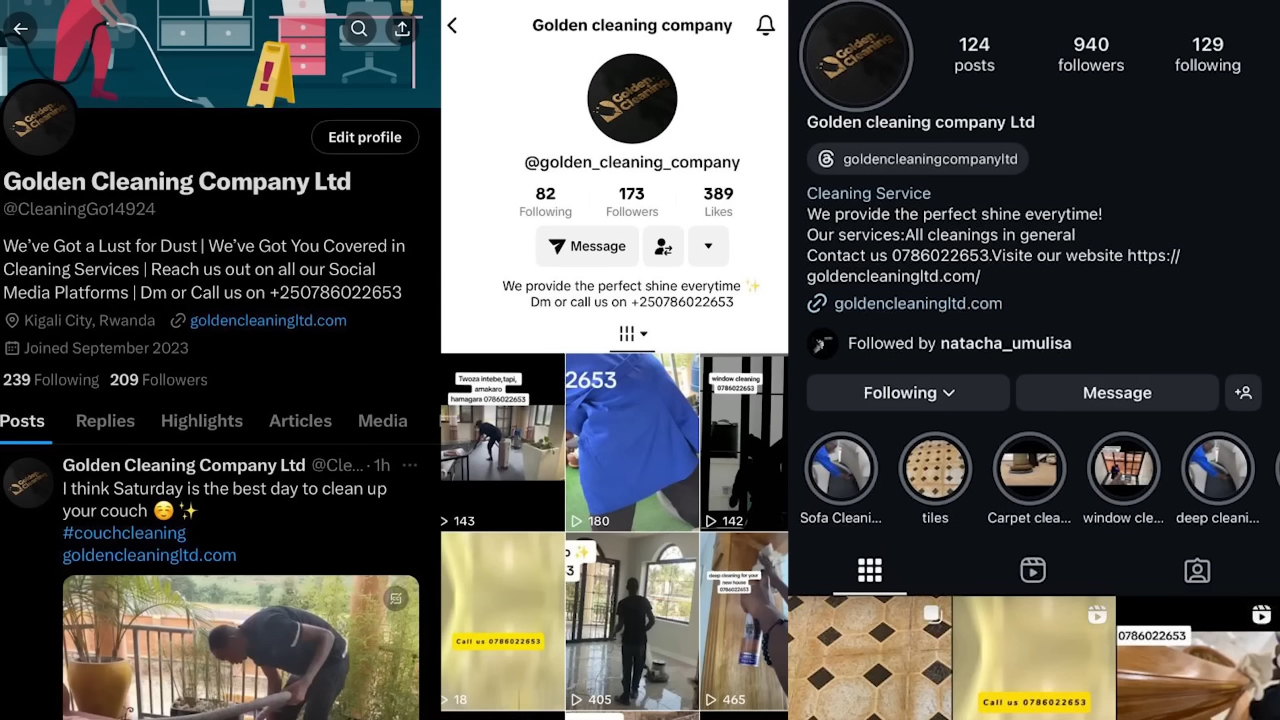 Golden
Cleaning
Edit profile
Golden Cleaning Company Ltd
@CleaningGo14924
We've Got a Lust for Dust | We've Got You Covered in
Cleaning Services | Reach us out on all our Social
Media Platforms | Dm or Call us on +250786022653
Kigali City, Rwanda goldencleaningltd.com
Joined September 2023
239 Following 209 Followers
Posts Replies Highlights Articles Media
Golden Cleaning Company Ltd @Cle... · 1h
I think Saturday is the best day to clean up
your couch ☺️ ✨
#couchcleaning
goldencleaningltd.com
Golden cleaning company
Golden
Cleaning
@golden_cleaning_company
82 173 389
Following Followers Likes
Message
We provide the perfect shine everytime ✨
Dm or call us on +250786022653
Twoza intebe,tapi,
amakaro
hamagara 0786022653
143
2653
180
window cleaning
0786022653
142
Call us 0786022653
18
o ✨
3
405
deep cleaning for your
new house
0786022653
465
Golden
Cleaning
124 940 129
posts followers following
Golden cleaning company Ltd
goldencleaningcompanyltd
Cleaning Service
We provide the perfect shine everytime!
Our services:All cleanings in general
Contact us 0786022653.Visite our website https://
goldencleaningltd.com/
goldencleaningltd.com
Followed by natacha_umulisa
Following Message
Sofa Cleani... tiles Carpet clea... window cle... deep cleani...
Call us 0786022653
0786022653